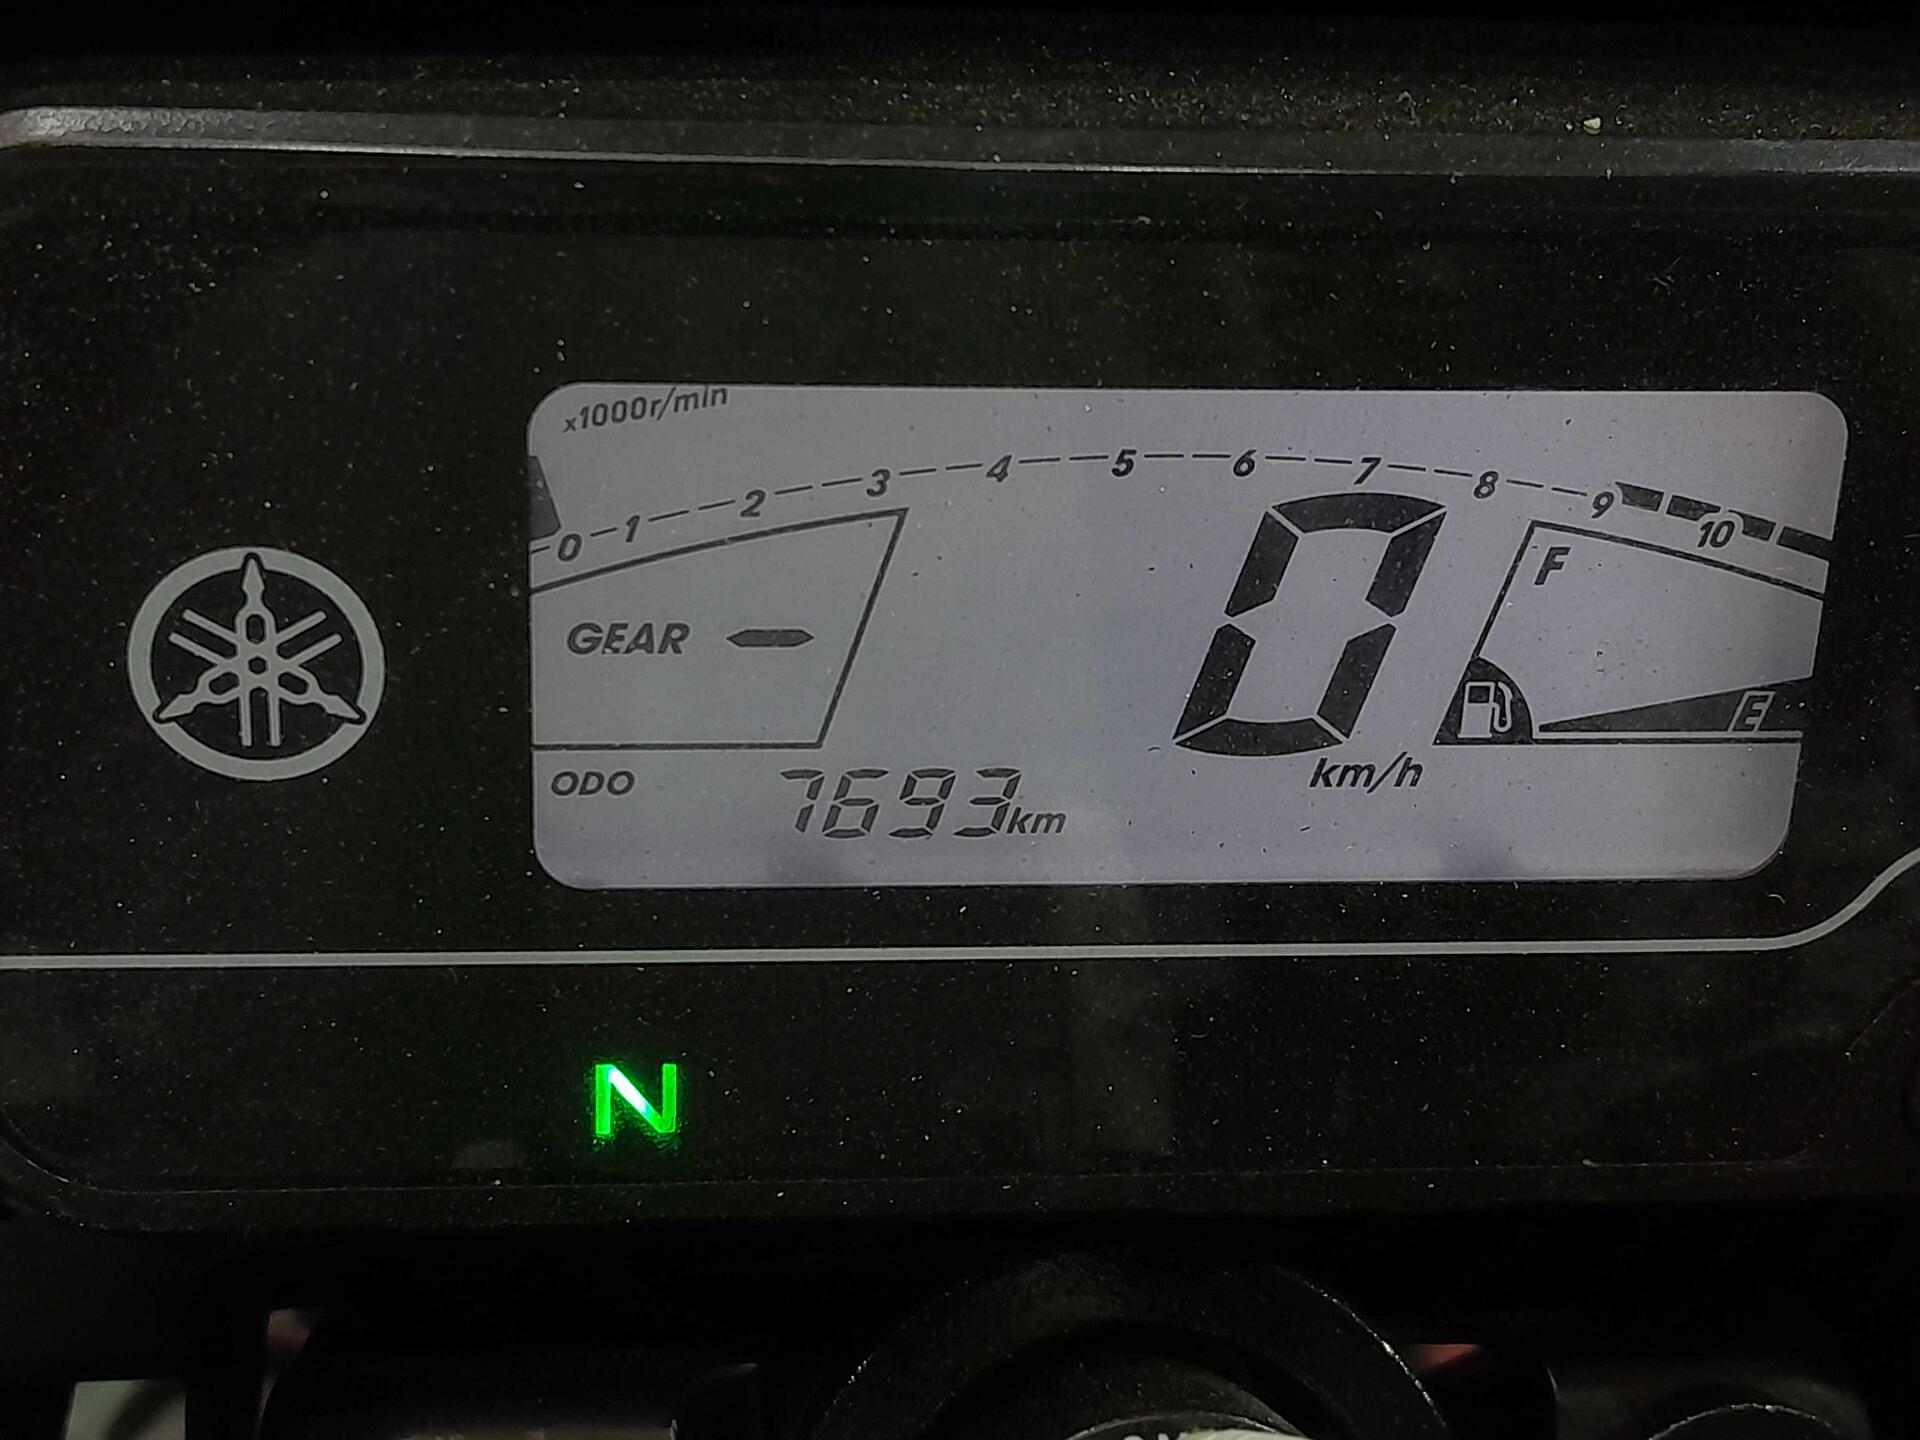 x1000r/min
0 1 2 3 4 5 6 7 8 9 10
GEAR -
0
km/h
F
E
ODO 7693km
N